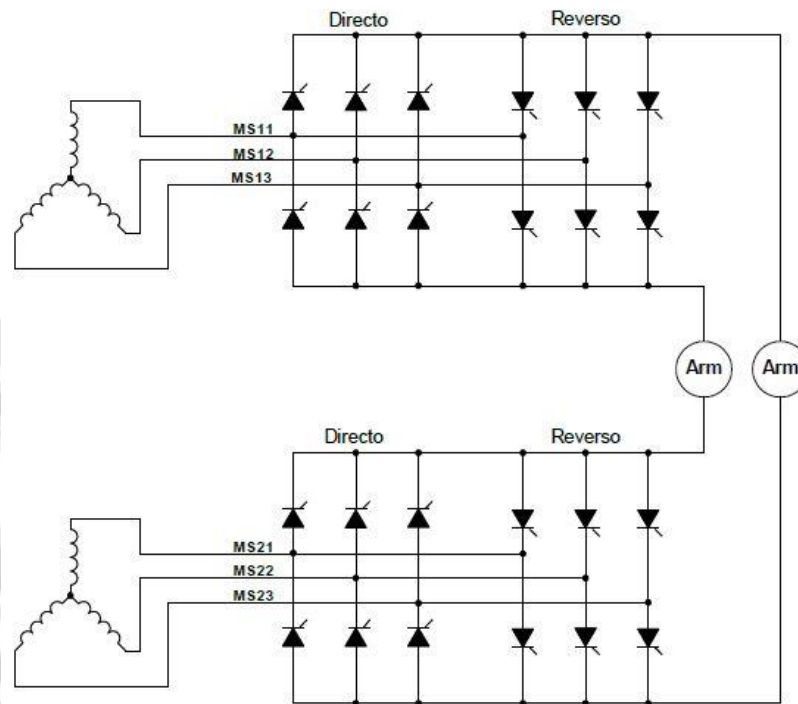 Directo Reverso
MS11
MS12
MS13
Arm Arm
Directo Reverso
MS21
MS22
MS23